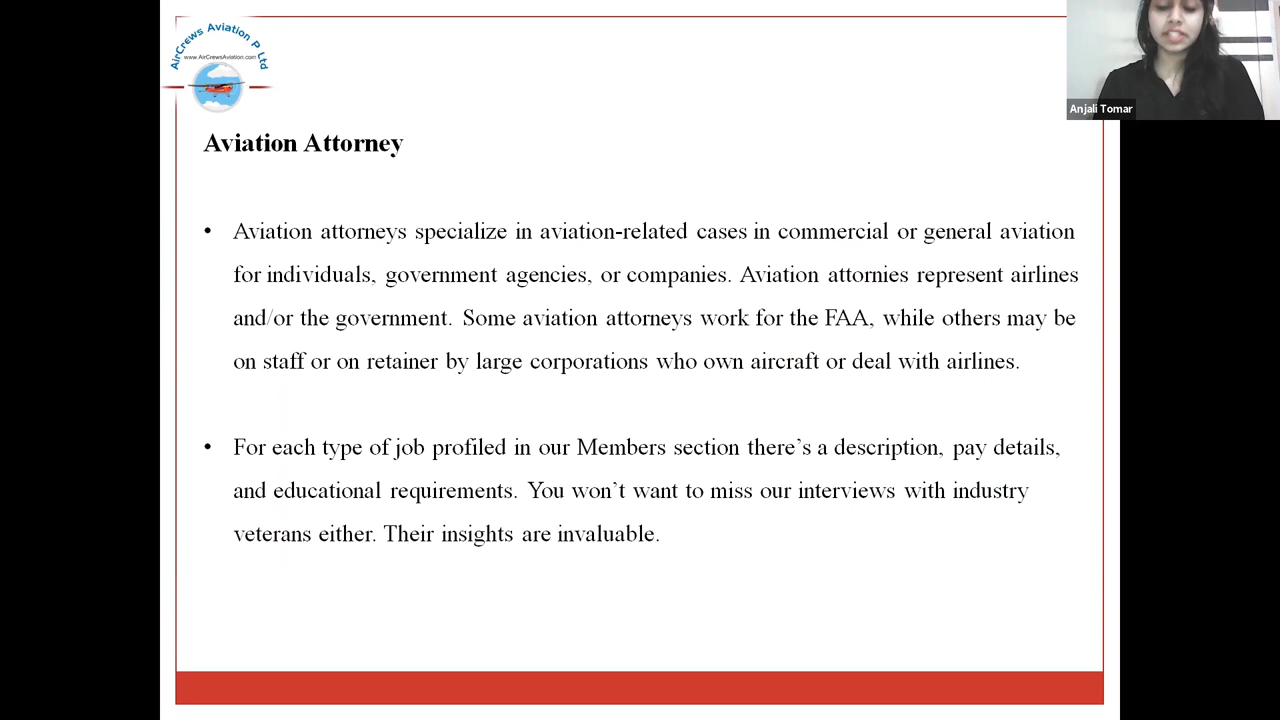 AirCrews Aviation P Ltd
www.AirCrewsAviation.com
Anjali Tomar
Aviation Attorney
• Aviation attorneys specialize in aviation-related cases in commercial or general aviation
for individuals, government agencies, or companies. Aviation attornies represent airlines
and/or the government. Some aviation attorneys work for the FAA, while others may be
on staff or on retainer by large corporations who own aircraft or deal with airlines.
• For each type of job profiled in our Members section there’s a description, pay details,
and educational requirements. You won’t want to miss our interviews with industry
veterans either. Their insights are invaluable.